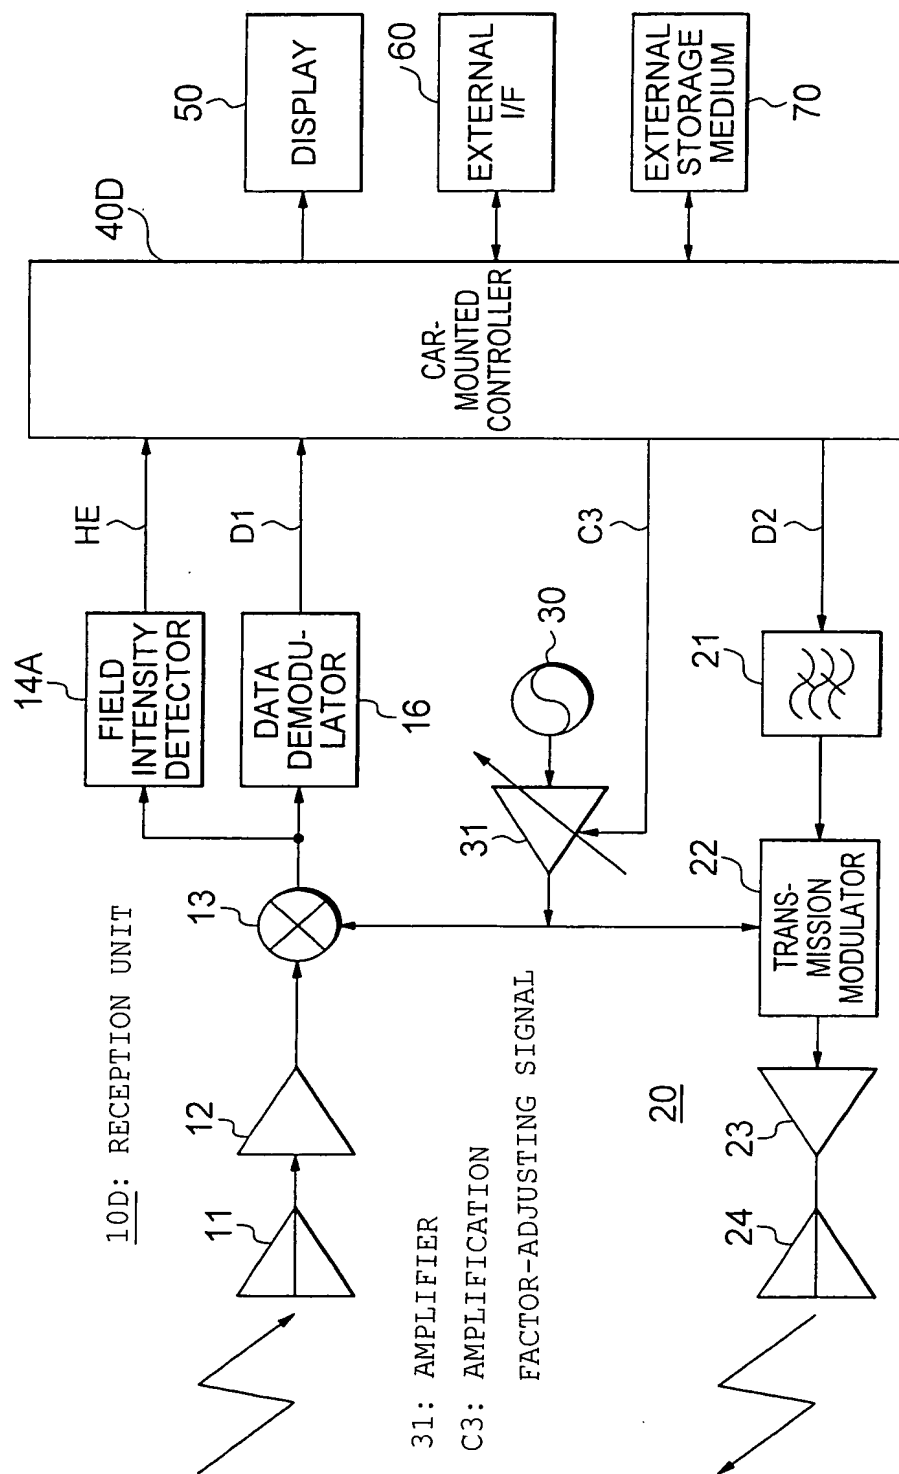 10D: RECEPTION UNIT
11
12
13
14A
FIELD
INTENSITY
DETECTOR
HE
DATA
DEMODU-
LATOR
16
D1
40D
CAR-
MOUNTED
CONTROLLER
50
DISPLAY
60
EXTERNAL
I/F
EXTERNAL
STORAGE
MEDIUM
70
31: AMPLIFIER
C3: AMPLIFICATION
FACTOR-ADJUSTING SIGNAL
31
30
C3
20
24
23
22
TRANS-
MISSION
MODULATOR
21
D2